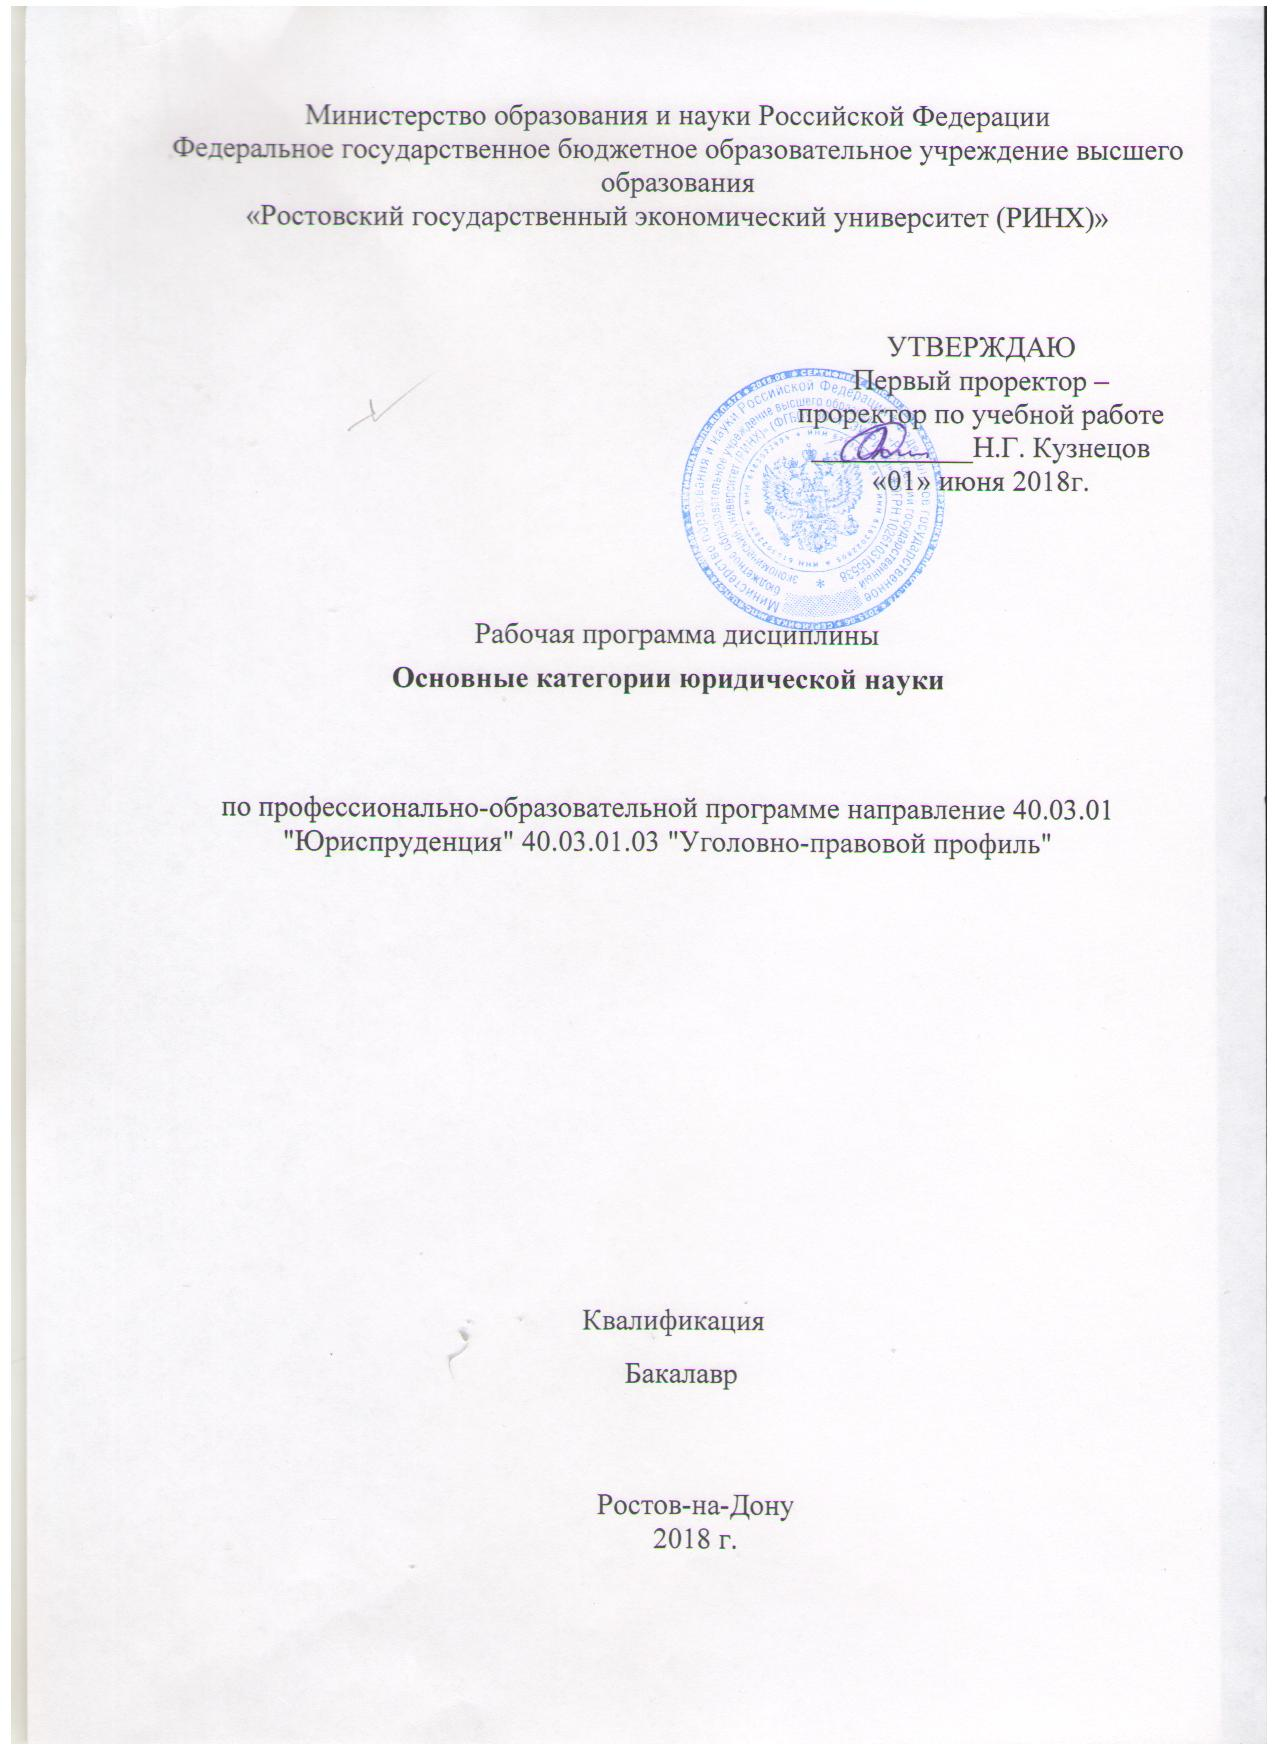 Министерство образования и науки Российской Федерации
Федеральное государственное бюджетное образовательное учреждение высшего
образования
«Ростовский государственный экономический университет (РИНХ)»
УТВЕРЖДАЮ
Первый проректор –
проректор по учебной работе
Н.Г. Кузнецов
«01» июня 2018г.
Рабочая программа дисциплины
Основные категории юридической науки
по профессионально-образовательной программе направление 40.03.01
"Юриспруденция" 40.03.01.03 "Уголовно-правовой профиль"
Квалификация
Бакалавр
Ростов-на-Дону
2018 г.